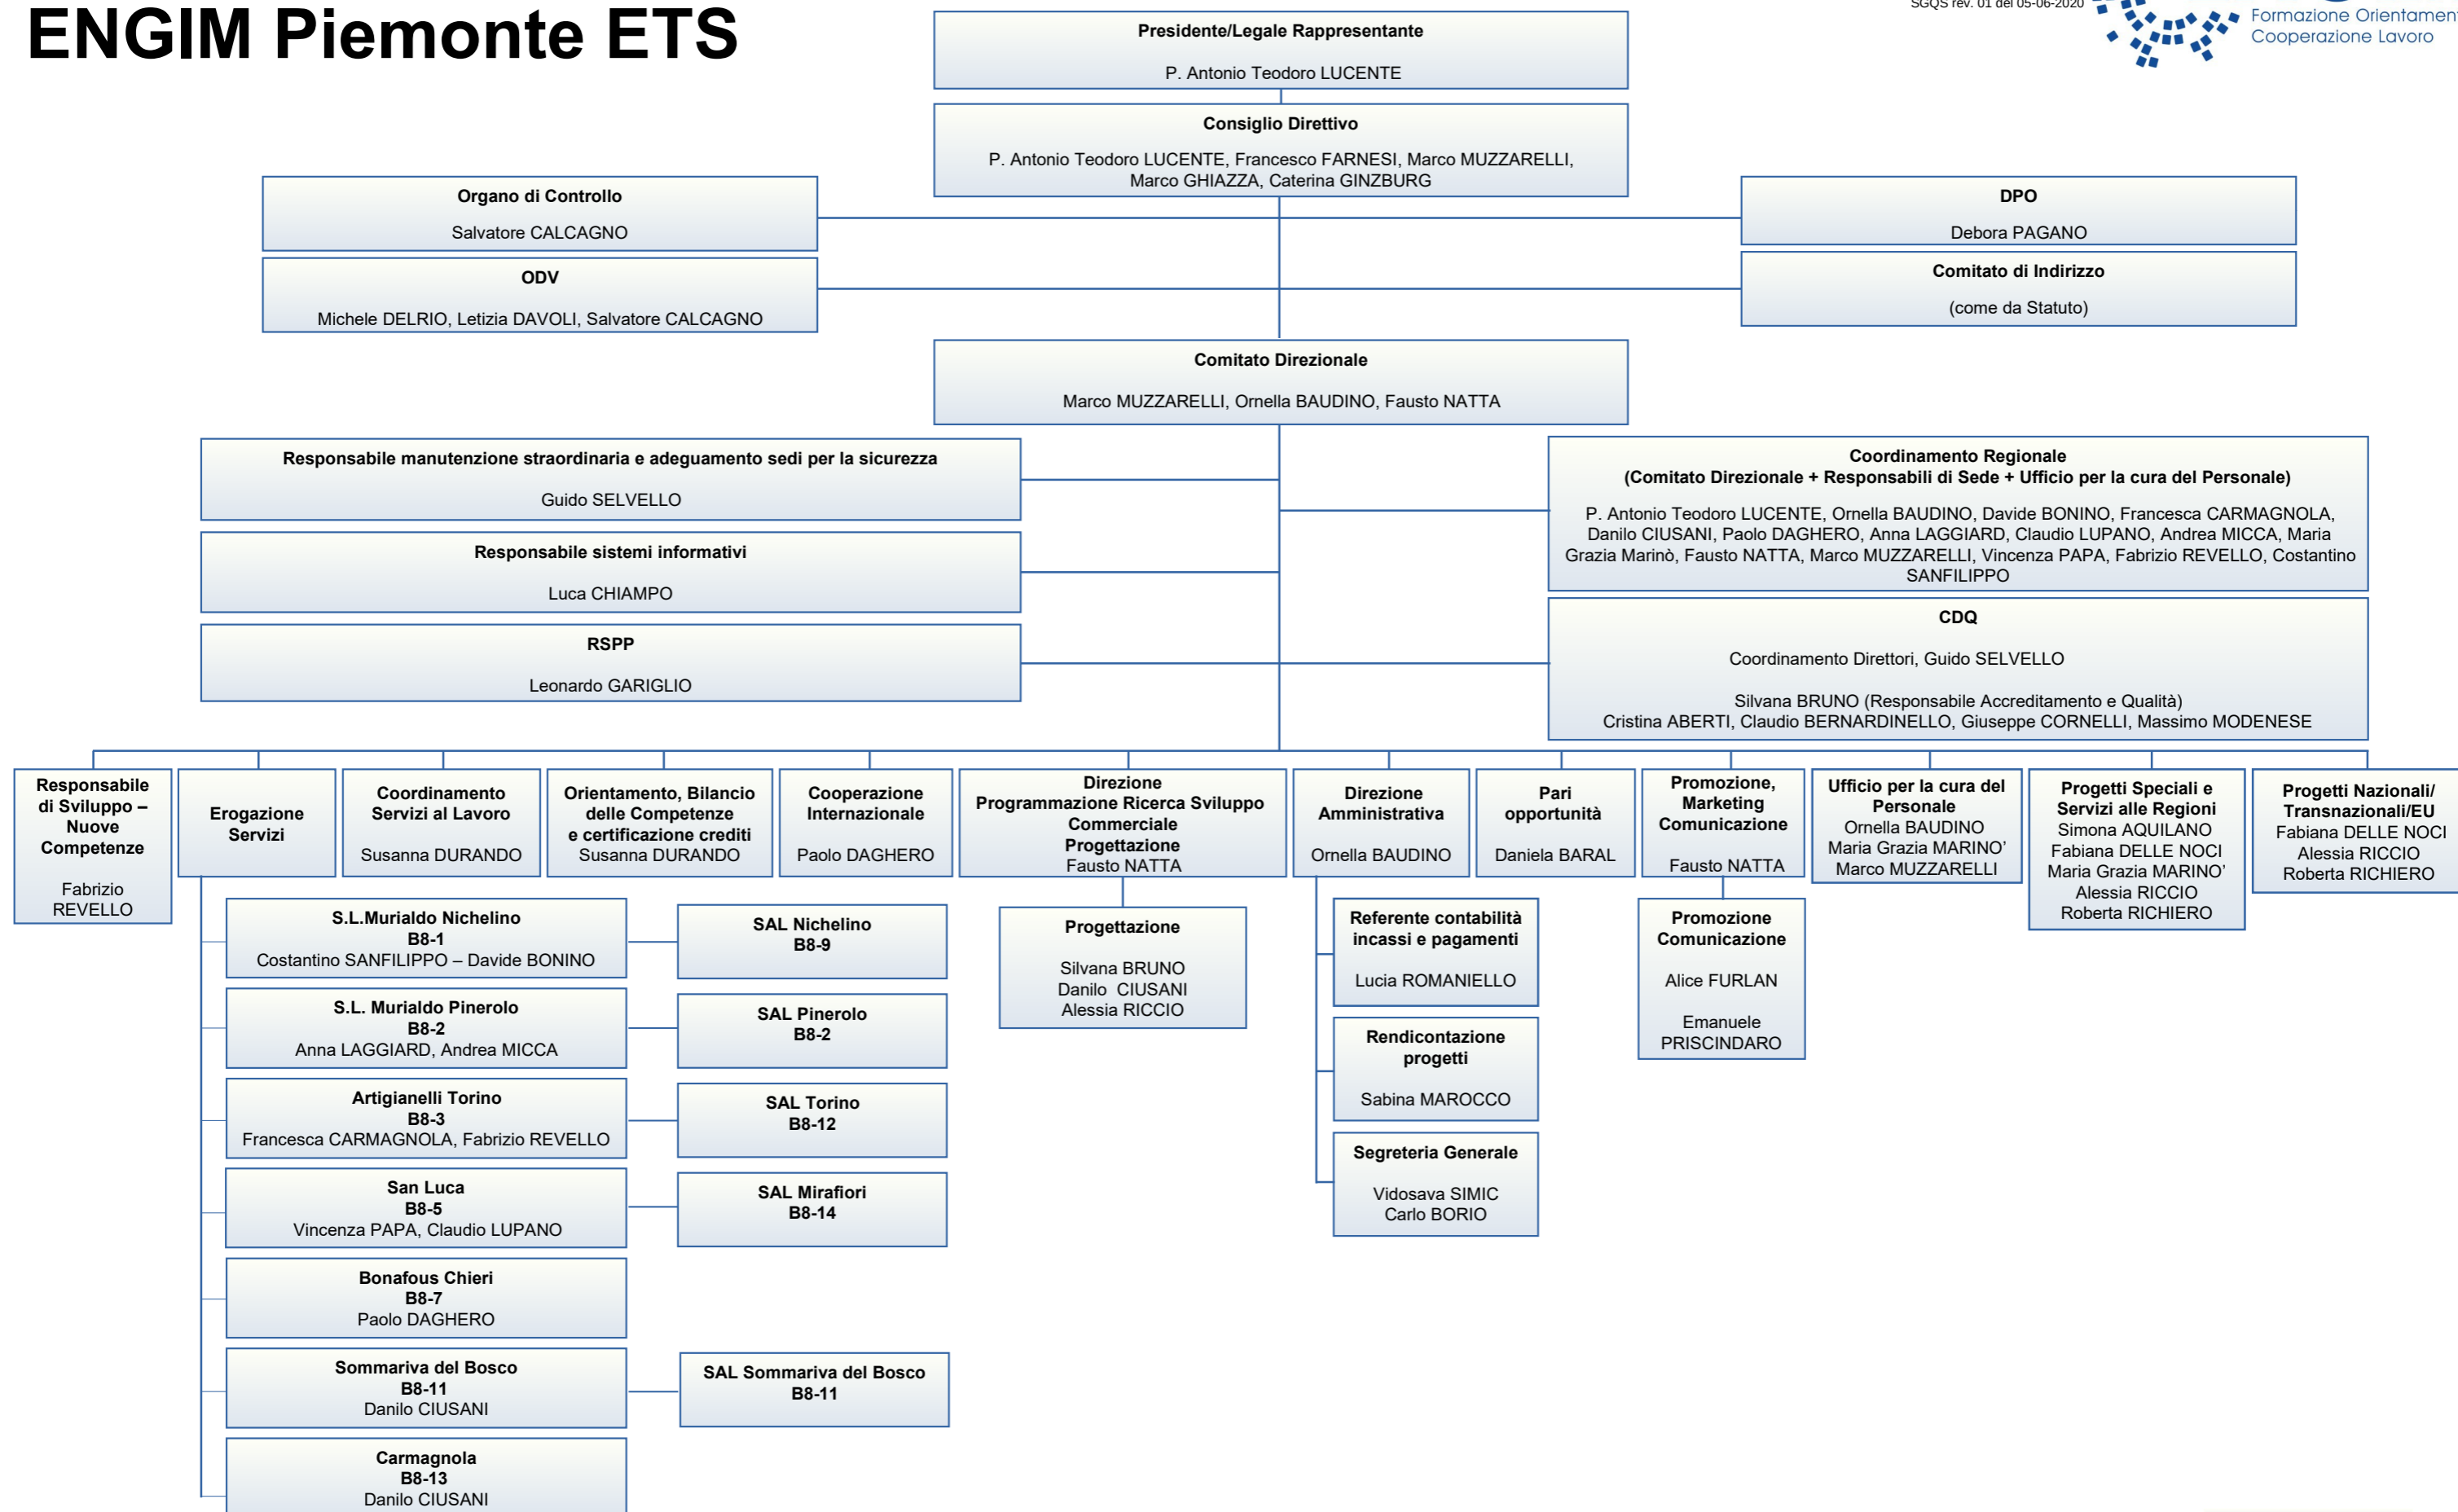 ENGIM Piemonte ETS
SGQS rev. 01 del 05-06-2020
Formazione Orientament
Cooperazione Lavoro
Presidente/Legale Rappresentante
P. Antonio Teodoro LUCENTE
Consiglio Direttivo
P. Antonio Teodoro LUCENTE, Francesco FARNESI, Marco MUZZARELLI,
Marco GHIAZZA, Caterina GINZBURG
Organo di Controllo
Salvatore CALCAGNO
DPO
Debora PAGANO
ODV
Michele DELRIO, Letizia DAVOLI, Salvatore CALCAGNO
Comitato di Indirizzo
(come da Statuto)
Comitato Direzionale
Marco MUZZARELLI, Ornella BAUDINO, Fausto NATTA
Responsabile manutenzione straordinaria e adeguamento sedi per la sicurezza
Guido SELVELLO
Coordinamento Regionale
(Comitato Direzionale + Responsabili di Sede + Ufficio per la cura del Personale)
P. Antonio Teodoro LUCENTE, Ornella BAUDINO, Davide BONINO, Francesca CARMAGNOLA,
Danilo CIUSANI, Paolo DAGHERO, Anna LAGGIARD, Claudio LUPANO, Andrea MICCA, Maria
Grazia Marinò, Fausto NATTA, Marco MUZZARELLI, Vincenza PAPA, Fabrizio REVELLO, Costantino
SANFILIPPO
Responsabile sistemi informativi
Luca CHIAMPO
RSPP
Leonardo GARIGLIO
CDQ
Coordinamento Direttori, Guido SELVELLO
Silvana BRUNO (Responsabile Accreditamento e Qualità)
Cristina ABERTI, Claudio BERNARDINELLO, Giuseppe CORNELLI, Massimo MODENESE
Responsabile
di Sviluppo –
Nuove
Competenze
Fabrizio
REVELLO
Erogazione
Servizi
Coordinamento
Servizi al Lavoro
Susanna DURANDO
Orientamento, Bilancio
delle Competenze
e certificazione crediti
Susanna DURANDO
Cooperazione
Internazionale
Paolo DAGHERO
Direzione
Programmazione Ricerca Sviluppo
Commerciale
Progettazione
Fausto NATTA
Direzione
Amministrativa
Ornella BAUDINO
Pari
opportunità
Daniela BARAL
Promozione,
Marketing
Comunicazione
Fausto NATTA
Ufficio per la cura del
Personale
Ornella BAUDINO
Maria Grazia MARINO'
Marco MUZZARELLI
Progetti Speciali e
Servizi alle Regioni
Simona AQUILANO
Fabiana DELLE NOCI
Maria Grazia MARINO'
Alessia RICCIO
Roberta RICHIERO
Progetti Nazionali/
Transnazionali/EU
Fabiana DELLE NOCI
Alessia RICCIO
Roberta RICHIERO
S.L.Murialdo Nichelino
B8-1
Costantino SANFILIPPO – Davide BONINO
SAL Nichelino
B8-9
S.L. Murialdo Pinerolo
B8-2
Anna LAGGIARD, Andrea MICCA
SAL Pinerolo
B8-2
Artigianelli Torino
B8-3
Francesca CARMAGNOLA, Fabrizio REVELLO
SAL Torino
B8-12
San Luca
B8-5
Vincenza PAPA, Claudio LUPANO
SAL Mirafiori
B8-14
Bonafous Chieri
B8-7
Paolo DAGHERO
Sommariva del Bosco
B8-11
Danilo CIUSANI
SAL Sommariva del Bosco
B8-11
Carmagnola
B8-13
Danilo CIUSANI
Progettazione
Silvana BRUNO
Danilo CIUSANI
Alessia RICCIO
Referente contabilità
incassi e pagamenti
Lucia ROMANIELLO
Rendicontazione
progetti
Sabina MAROCCO
Segreteria Generale
Vidosava SIMIC
Carlo BORIO
Promozione
Comunicazione
Alice FURLAN
Emanuele
PRISCINDARO